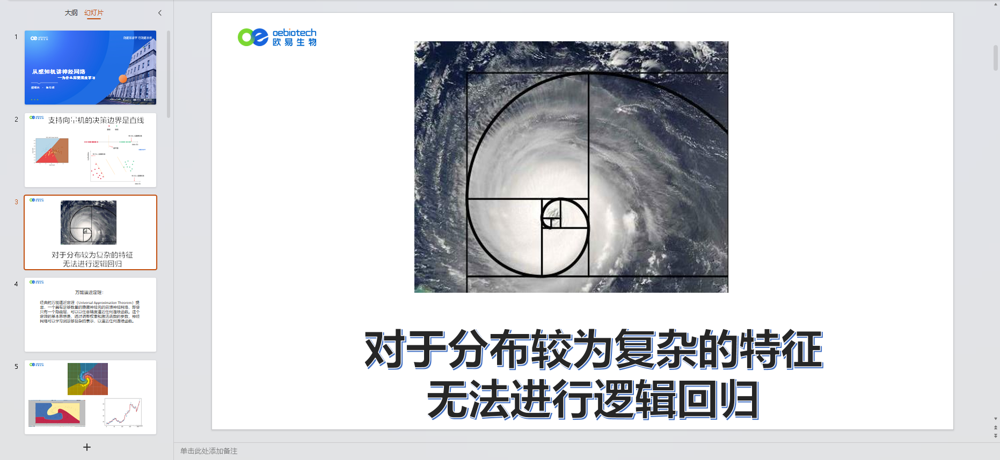 大纲 幻灯片
1
oe
从感知机讲神经网络
—为什么需要深度学习
2
oebiotech
支持向量机的决策边界是直线
3
oebiotech
对于分布较为复杂的特征
无法进行逻辑回归
4
oebiotech
万能逼近定理:
经典的万能逼近定理（Universal Approximation Theorem）提
出，一个具有足够数量的隐藏神经元的前馈神经网络，即使
只有一个隐藏层，可以以任意精度逼近任何连续函数。这个
定理的基本思想是，通过调整权重和激活函数的参数，神经
网络可以学习到足够复杂的表示，以逼近任何连续函数。
5
oebiotech
oe oebiotech
欧易生物
对于分布较为复杂的特征
无法进行逻辑回归
单击此处添加备注